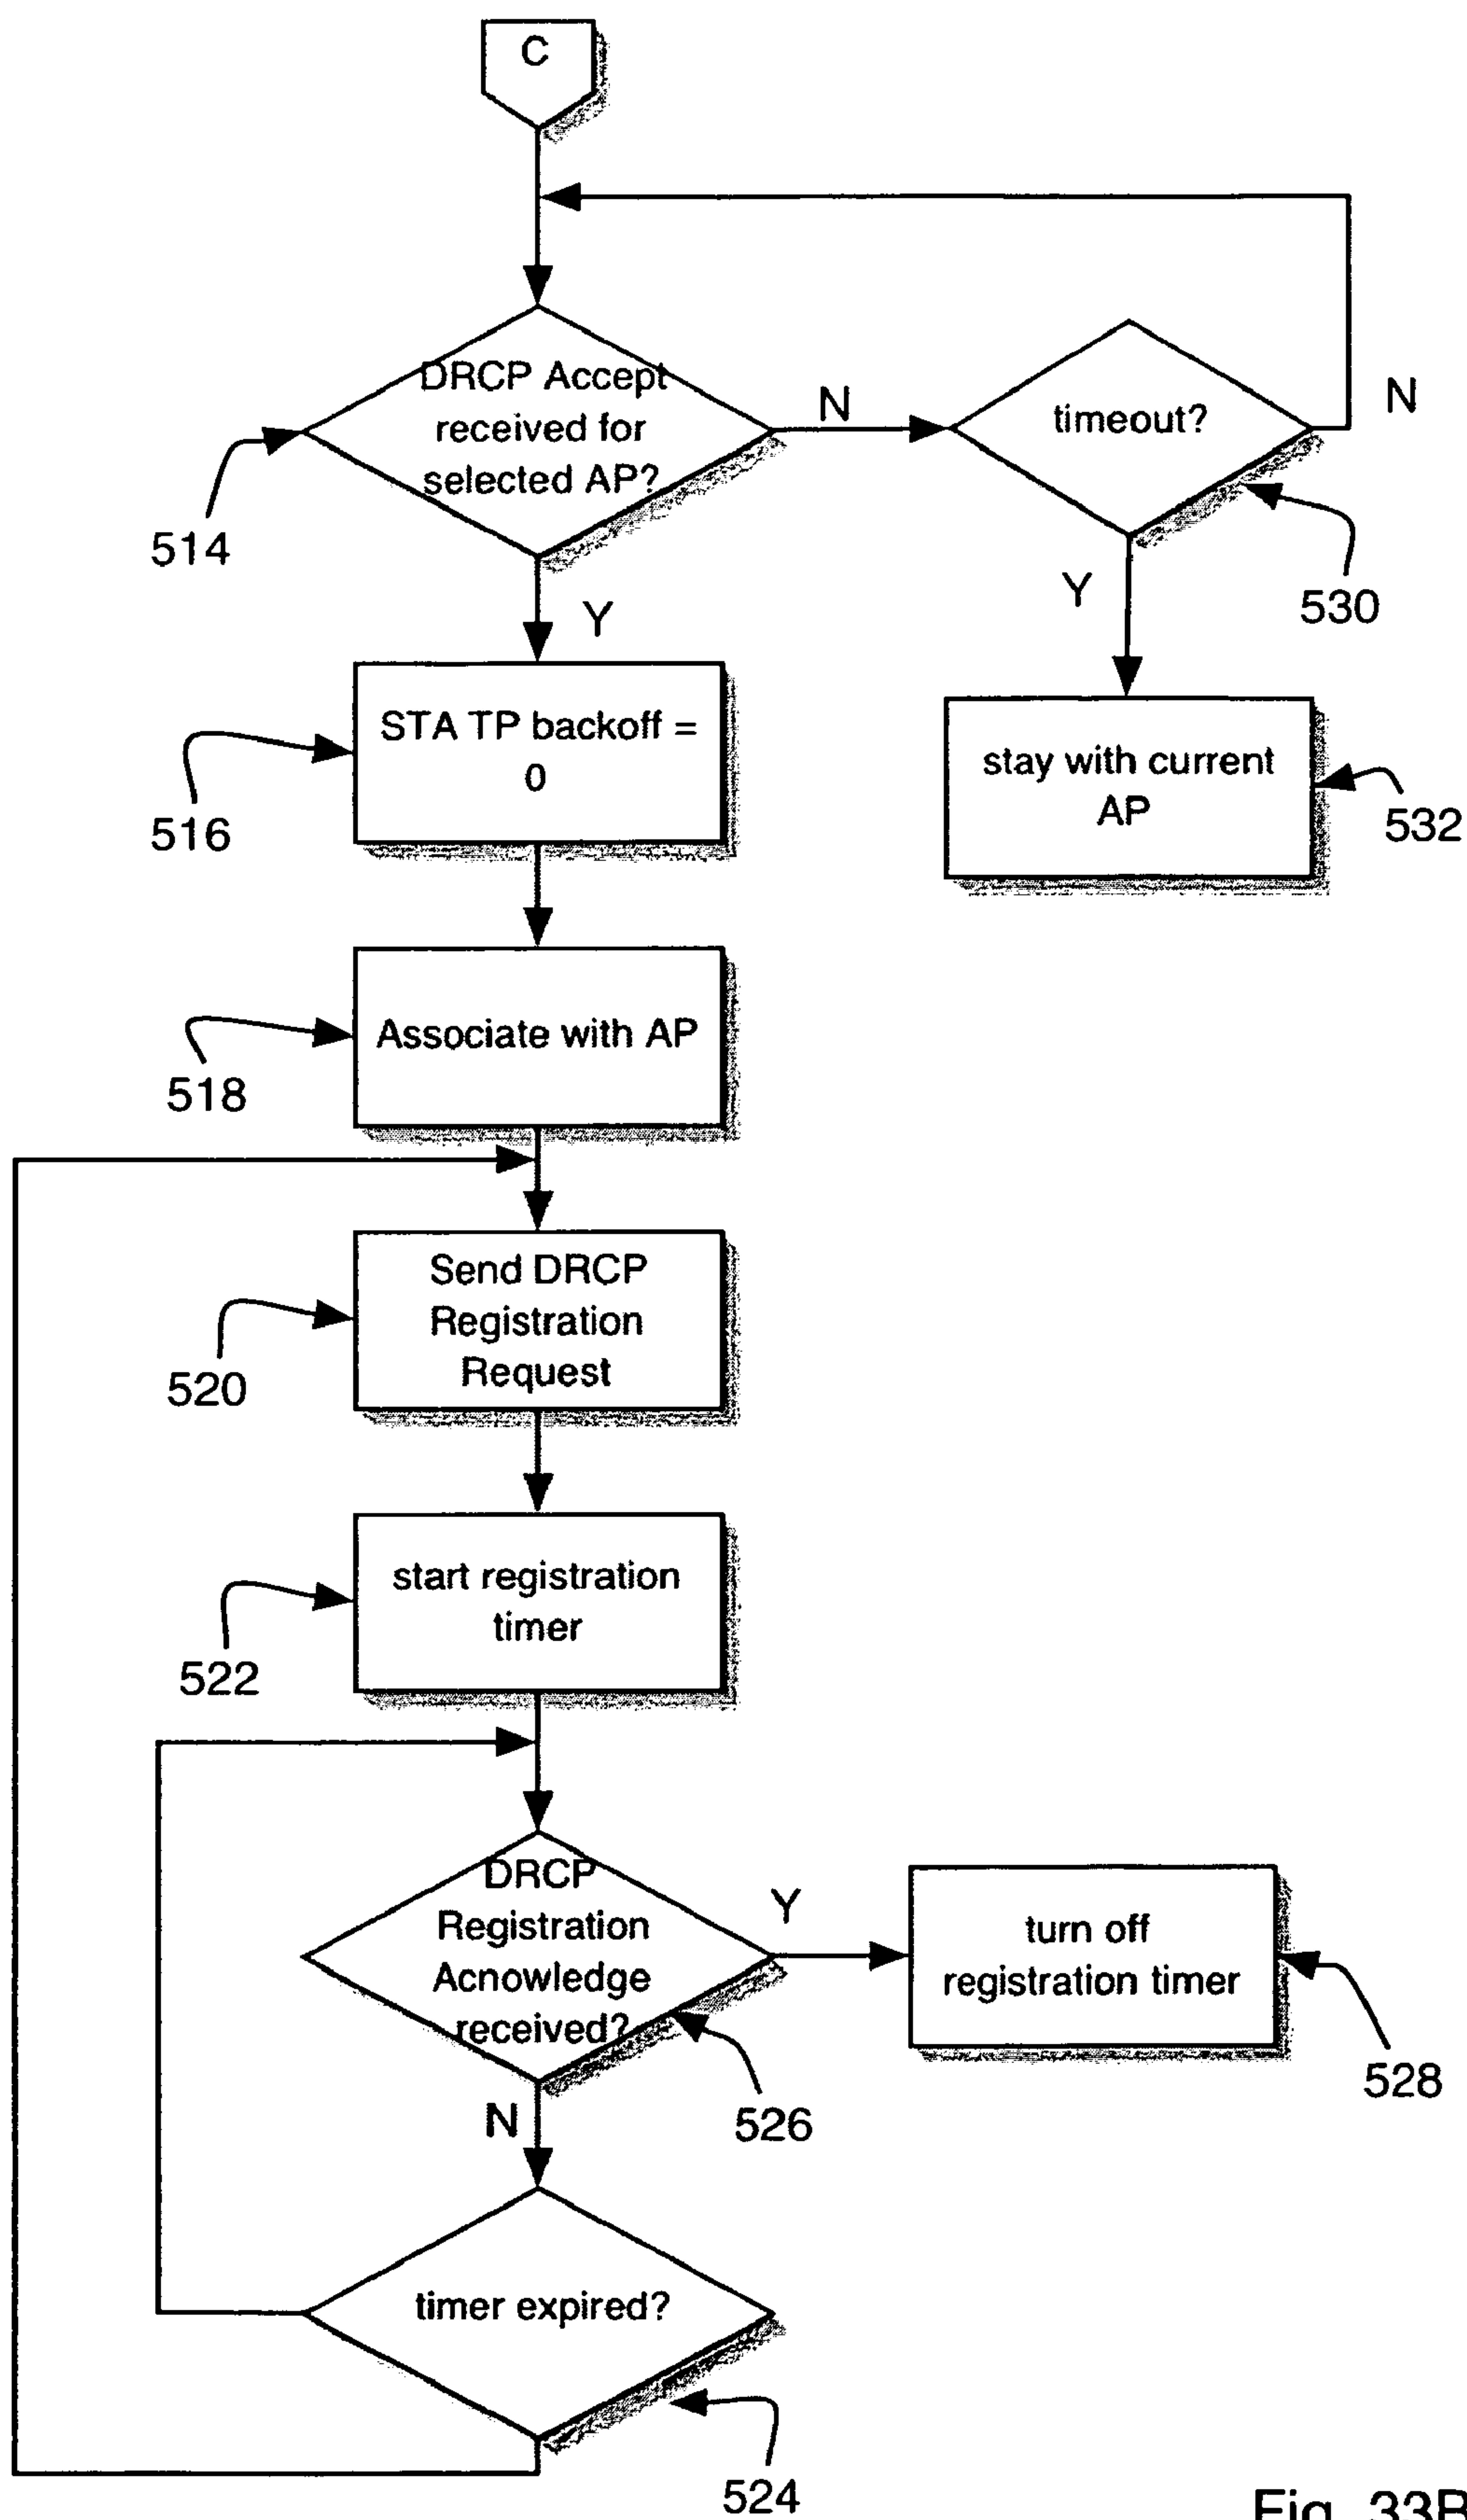 C
DRCP Accept
received for
selected AP?
N
timeout?
N
514
Y
Y
530
STA TP backoff =
0
stay with current
AP
516
532
Associate with AP
518
Send DRCP
Registration
Request
520
start registration
timer
522
DRCP
Registration
Acnowledge
received?
Y
turn off
registration timer
528
N
526
timer expired?
524
Fig. 33B